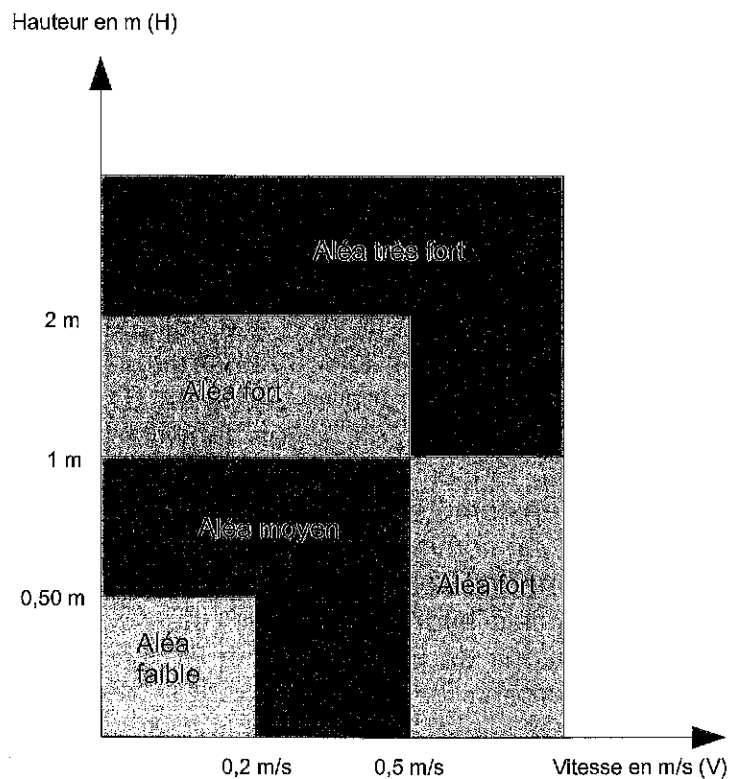 Hauteur en m (H)
Aléa très fort
2 m
Aléa fort
1 m
Aléa moyen
Aléa fort
0,50 m
Aléa
faible
0,2 m/s
0,5 m/s
Vitesse en m/s (V)